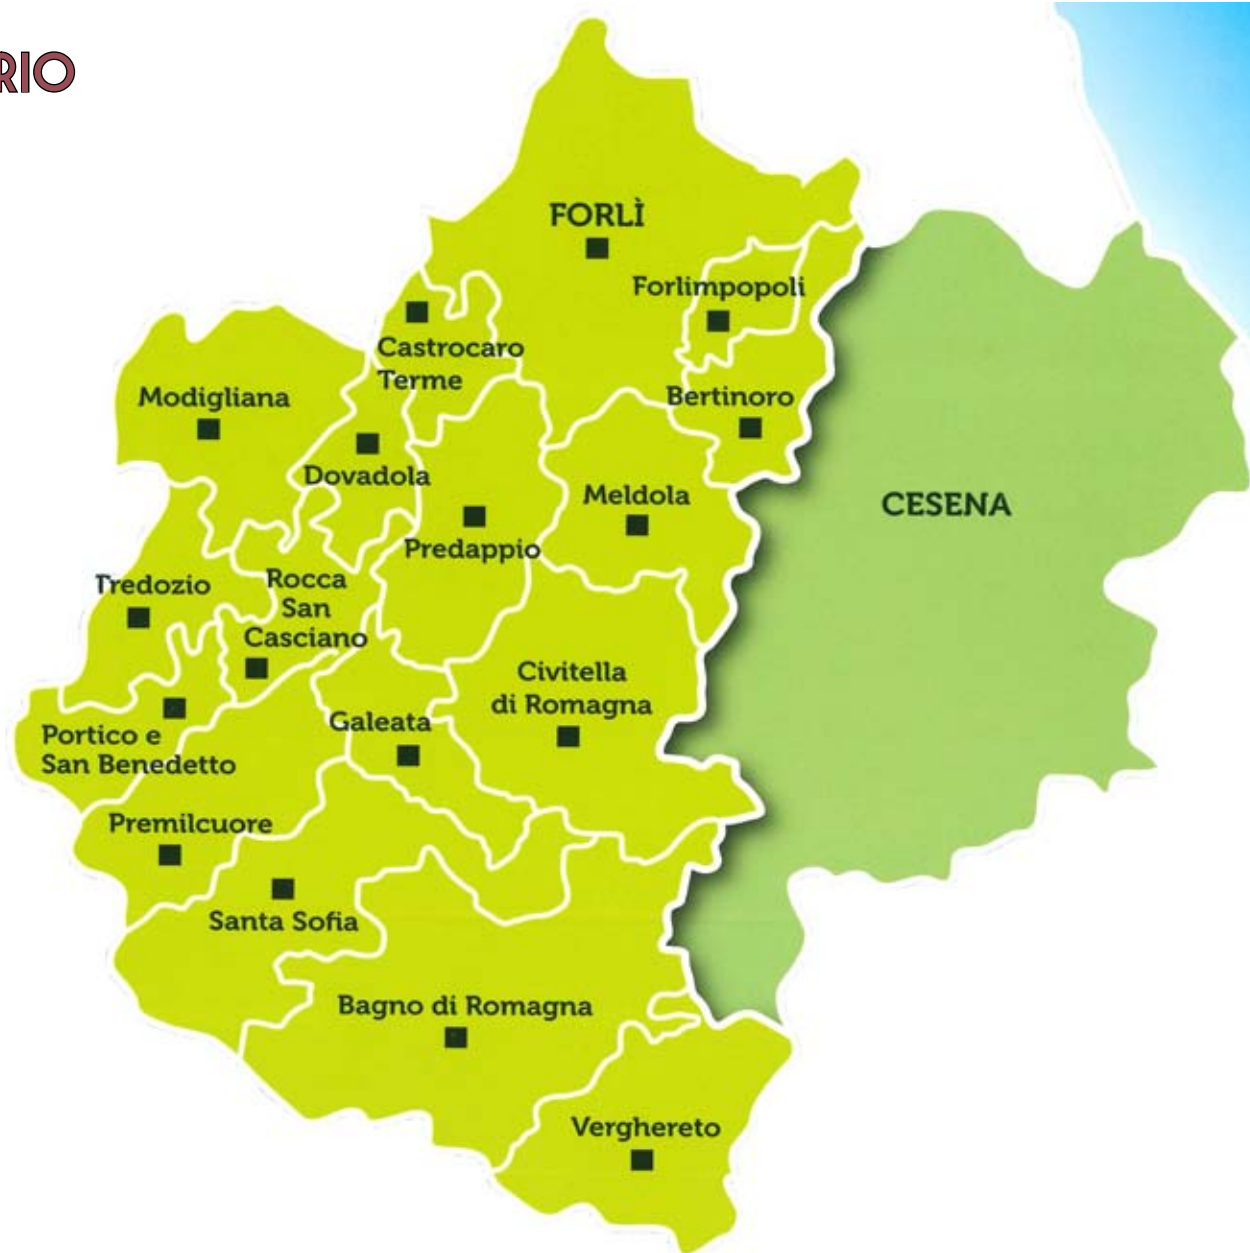 RIO
FORLÌ
Forlimpopoli
Castrocaro
Terme
Modigliana
Bertinoro
Dovadola
Meldola
CESENA
Predappio
Tredozio
Rocca
San
Casciano
Civitella
di Romagna
Galeata
Portico e
San Benedetto
Premilcuore
Santa Sofia
Bagno di Romagna
Verghereto